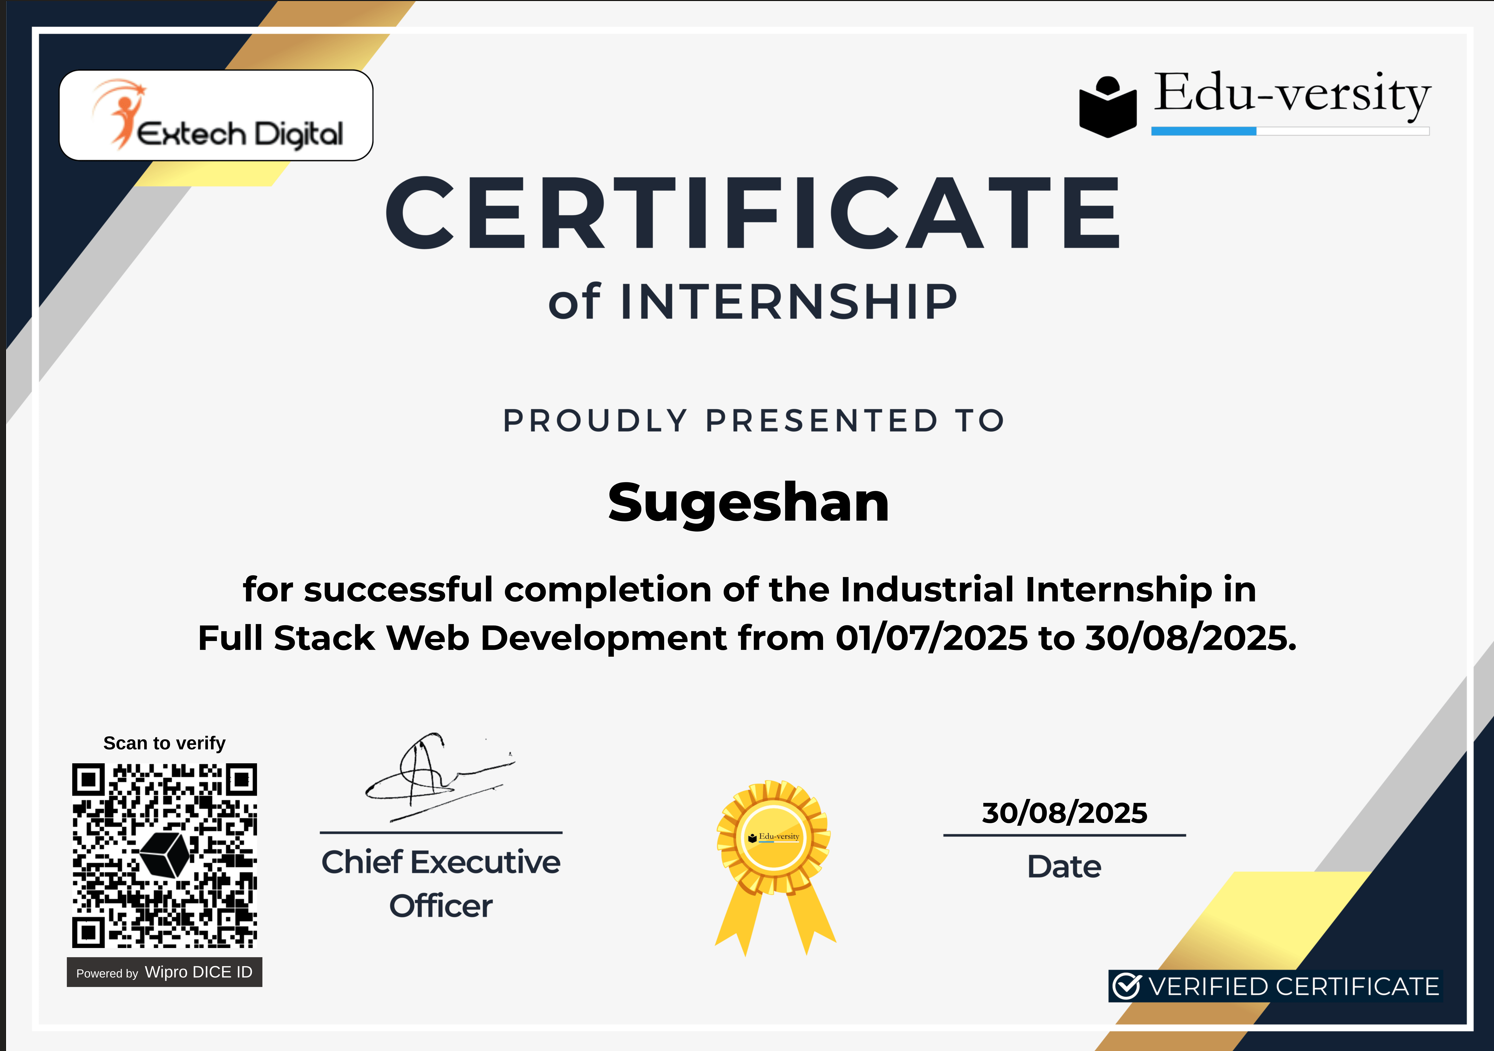 Extech Digital
Edu-versity
CERTIFICATE
of INTERNSHIP
PROUDLY PRESENTED TO
Sugeshan
for successful completion of the Industrial Internship in
Full Stack Web Development from 01/07/2025 to 30/08/2025.
Scan to verify
Powered by Wipro DICE ID
Chief Executive
Officer
Edu-versity
30/08/2025
Date
VERIFIED CERTIFICATE